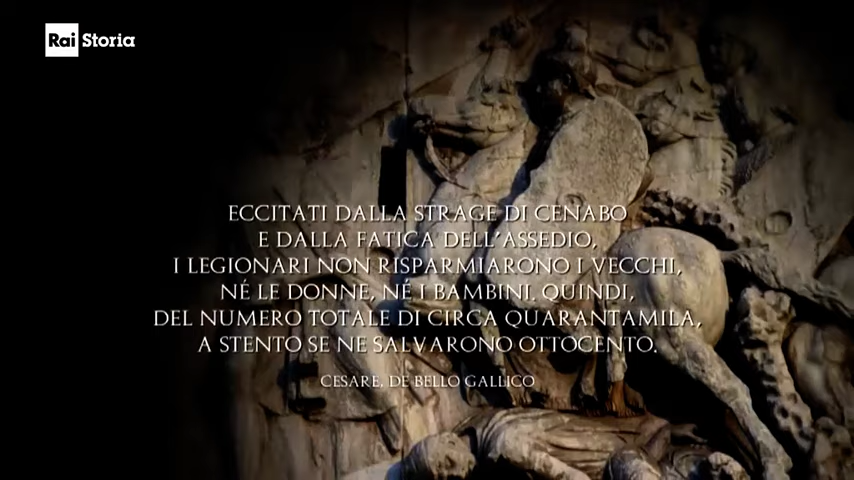 Rai Storia
ECCITATI DALLA STRAGE DI CENABO
E DALLA FATICA DELL'ASSEDIO,
I LEGIONARI NON RISPARMIARONO I VECCHI,
NÉ LE DONNE, NÉ I BAMBINI. QUINDI,
DEL NUMERO TOTALE DI CIRCA QUARANTAMILA,
A STENTO SE NE SALVARONO OTTOCENTO.
CESARE, DE BELLO GALLICO